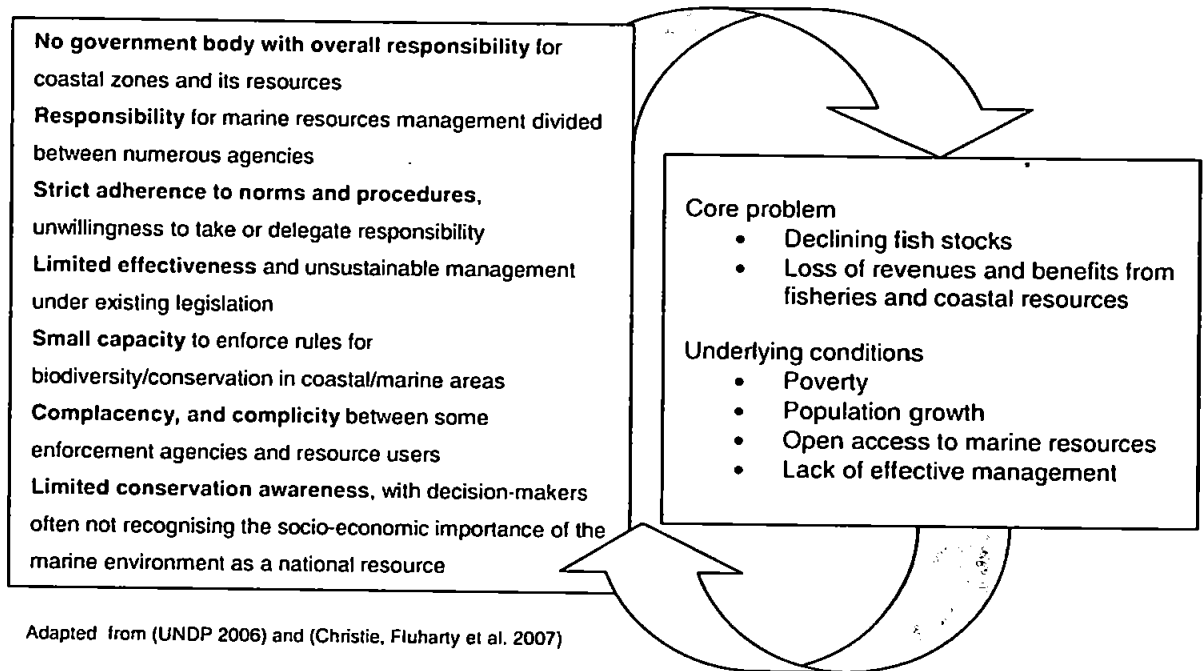 No government body with overall responsibility for
coastal zones and its resources
Responsibility for marine resources management divided
between numerous agencies
Strict adherence to norms and procedures,
unwillingness to take or delegate responsibility
Limited effectiveness and unsustainable management
under existing legislation
Small capacity to enforce rules for
biodiversity/conservation in coastal/marine areas
Complacency, and complicity between some
enforcement agencies and resource users
Limited conservation awareness, with decision-makers
often not recognising the socio-economic importance of the
marine environment as a national resource
Core problem
• Declining fish stocks
• Loss of revenues and benefits from
fisheries and coastal resources
Underlying conditions
• Poverty
• Population growth
• Open access to marine resources
• Lack of effective management
Adapted from (UNDP 2006) and (Christie, Fluharty et al. 2007)